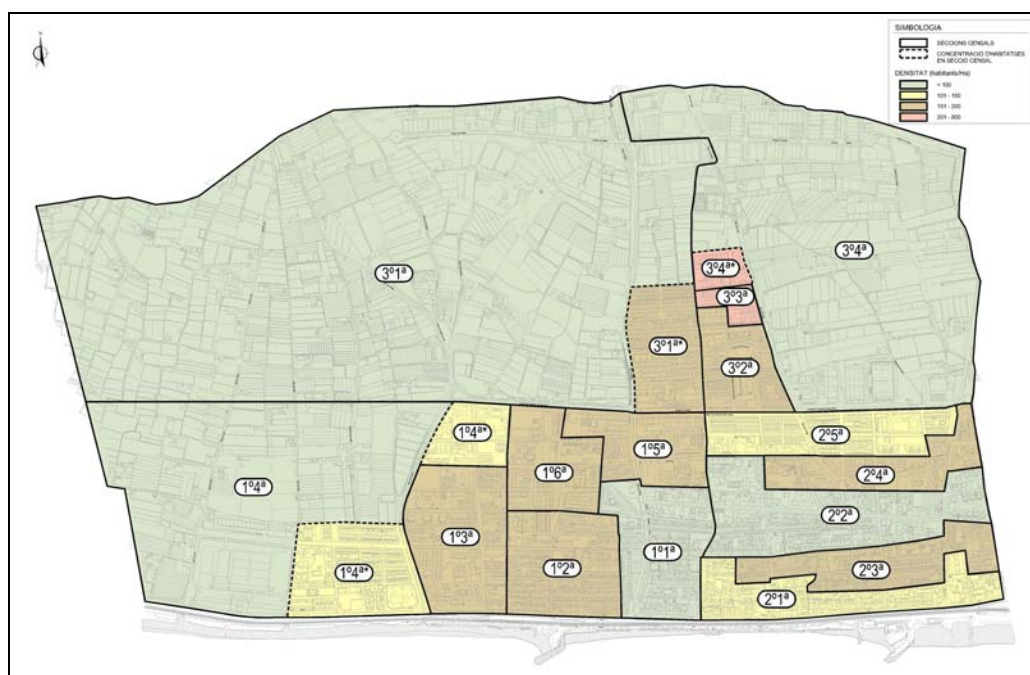 SIMBOLOGIA
SECCIONS CENSALS
CONCENTRACIÓ D'HABITATGES
EN SECCIÓ CENSAL
DENSITAT (habitants/Ha)
< 100
101 - 150
151 - 200
201 - 800
3º4ª
3º1ª
3º4ª*
3º3ª
3º1ª*
3º2ª
1º4ª*
2º5ª
1º5ª
1º6ª
2º4ª
1º4ª
2º2ª
1º3ª
1º1ª
1º2ª
1º4ª*
2º3ª
2º1ª